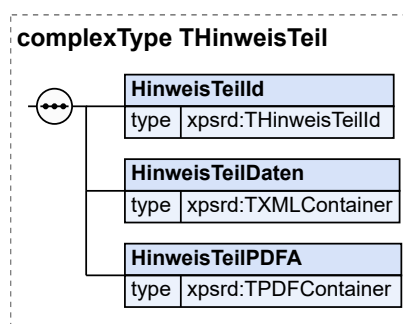 complexType THinweisTeil
HinweisTeilId
type xpsrd:THinweisTeilId
HinweisTeilDaten
type xpsrd:TXMLContainer
HinweisTeilPDFA
type xpsrd:TPDFContainer